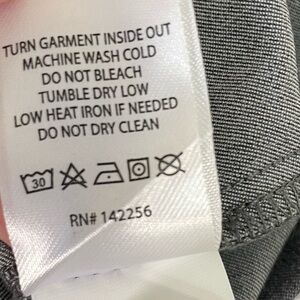 TURN GARMENT INSIDE OUT
MACHINE WASH COLD
DO NOT BLEACH
TUMBLE DRY LOW
LOW HEAT IRON IF NEEDED
DO NOT DRY CLEAN
30
RN# 142256